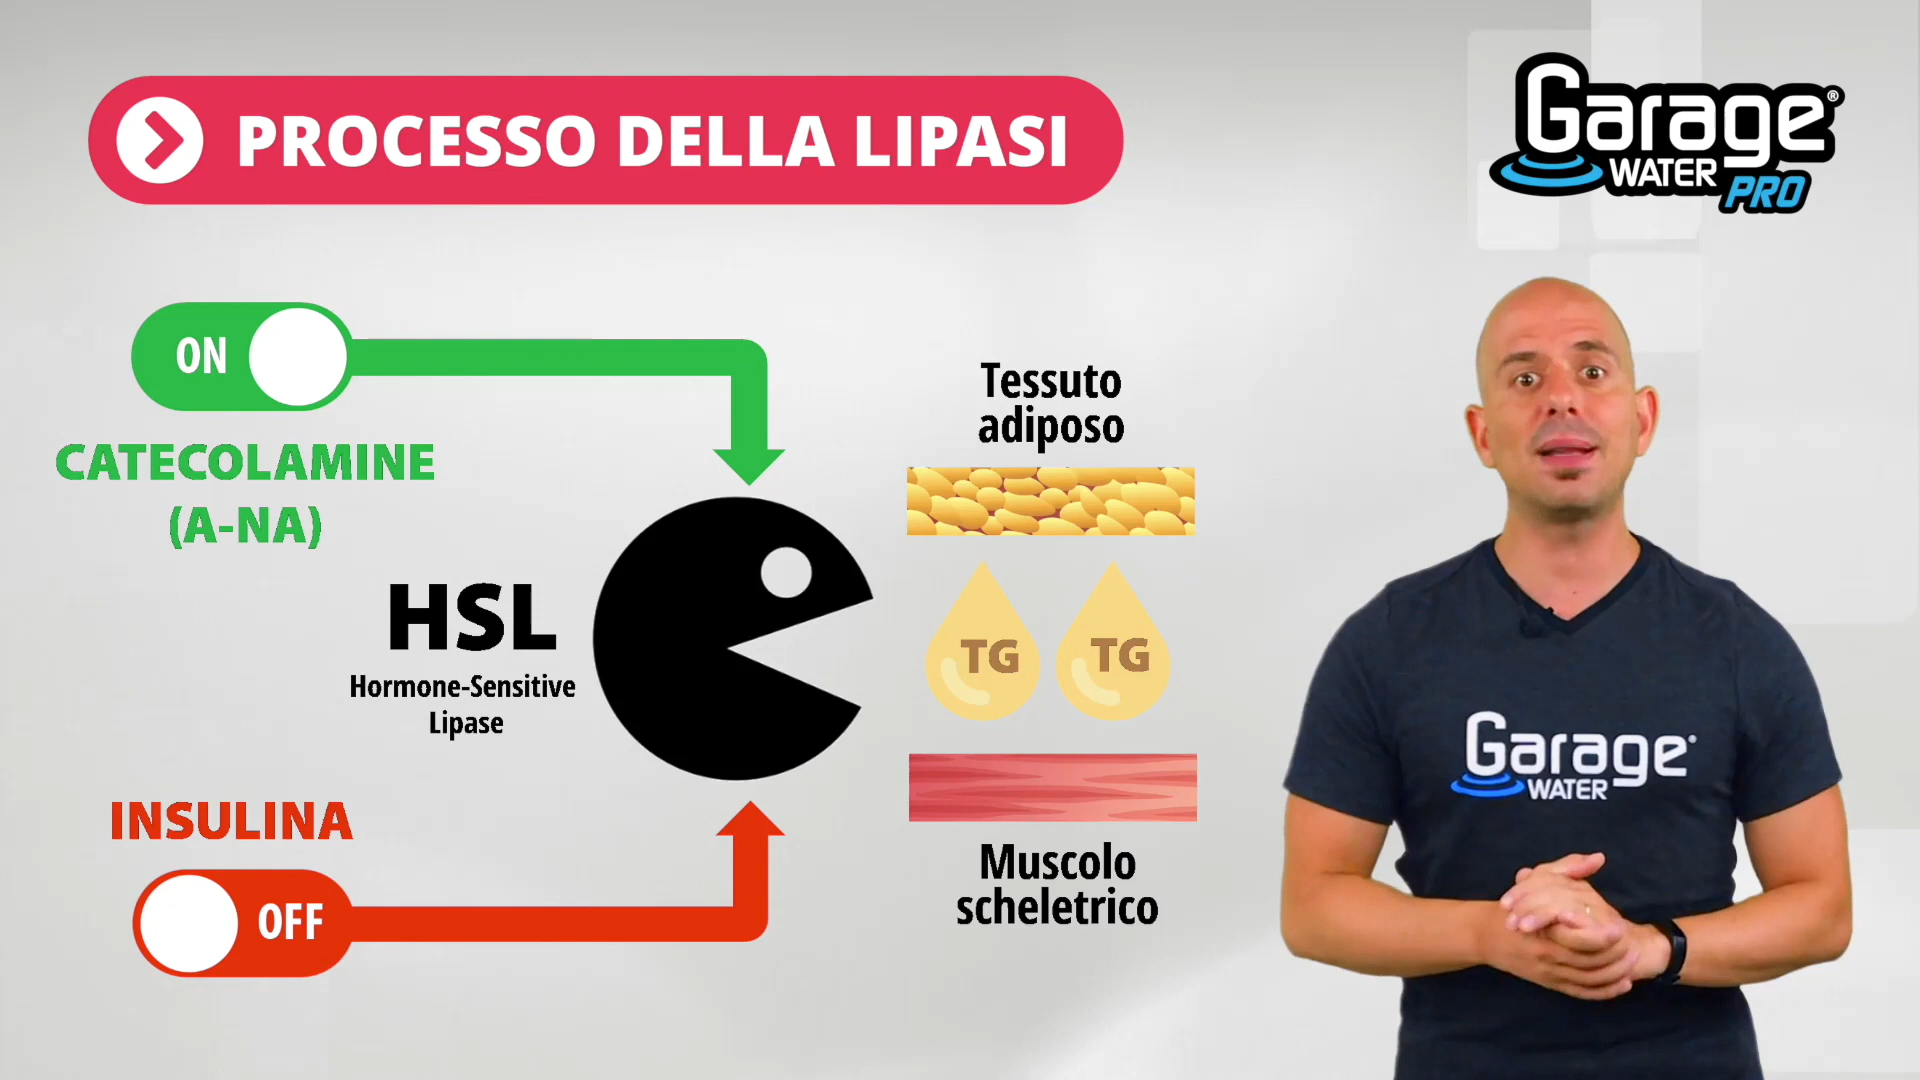 PROCESSO DELLA LIPASI
Garage®
WATER PRO
ON
CATECOLAMINE
(A-NA)
HSL
Hormone-Sensitive
Lipase
INSULINA
OFF
Tessuto
adiposo
TG TG
Muscolo
scheletrico
Garage®
WATER